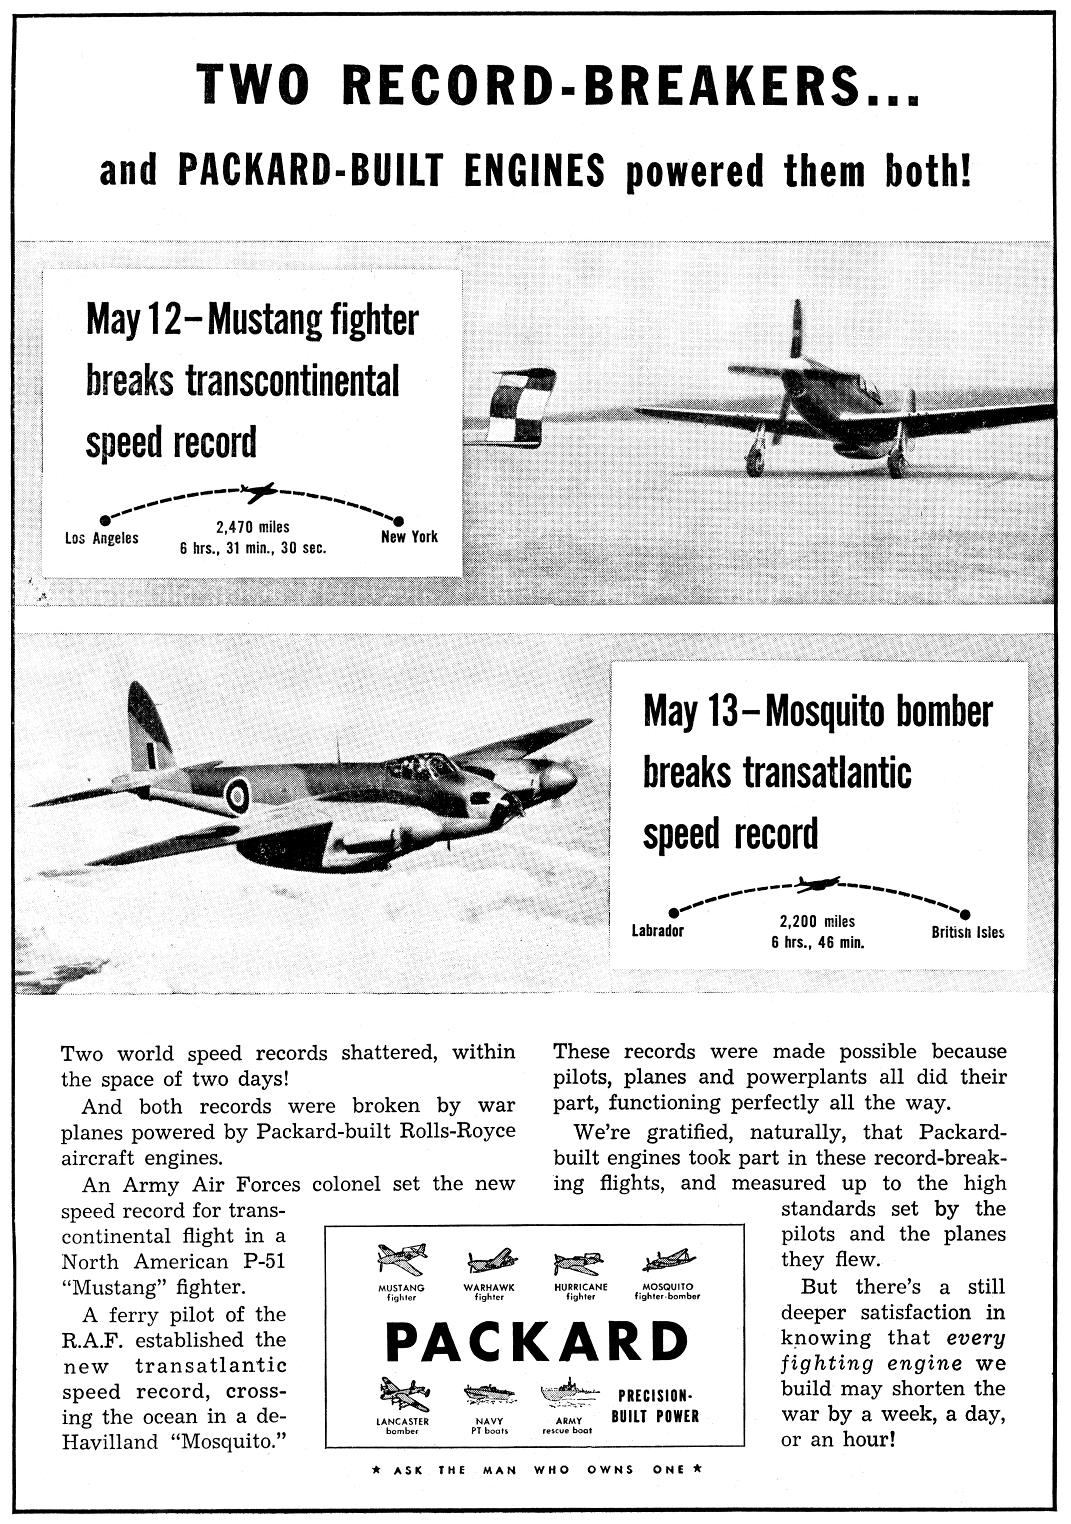 TWO RECORD-BREAKERS...
and PACKARD-BUILT ENGINES powered them both!
May 12–Mustang fighter
breaks transcontinental
speed record
Los Angeles
2,470 miles
6 hrs., 31 min., 30 sec.
New York
May 13–Mosquito bomber
breaks transatlantic
speed record
Labrador
2,200 miles
6 hrs., 46 min.
British Isles
Two world speed records shattered, within
the space of two days!
And both records were broken by war
planes powered by Packard-built Rolls-Royce
aircraft engines.
An Army Air Forces colonel set the new
speed record for trans-
continental flight in a
North American P-51
“Mustang” fighter.
A ferry pilot of the
R.A.F. established the
new transatlantic
speed record, cross-
ing the ocean in a de-
Havilland “Mosquito.”
These records were made possible because
pilots, planes and powerplants all did their
part, functioning perfectly all the way.
We’re gratified, naturally, that Packard-
built engines took part in these record-break-
ing flights, and measured up to the high
standards set by the
pilots and the planes
they flew.
But there’s a still
deeper satisfaction in
knowing that every
fighting engine we
build may shorten the
war by a week, a day,
or an hour!
MUSTANG
fighter
WARHAWK
fighter
HURRICANE
fighter
MOSQUITO
fighter-bomber
PACKARD
LANCASTER
bomber
NAVY
PT boats
ARMY
rescue boat
PRECISION-
BUILT POWER
★ ASK THE MAN WHO OWNS ONE ★